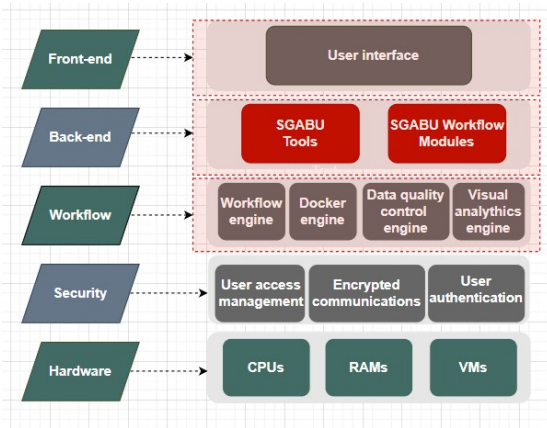 Front-end
User interface
Back-end
SGABU
Tools
SGABU Workflow
Modules
Workflow
Workflow
engine
Docker
engine
Data quality
control
engine
Visual
analythics
engine
Security
User access
management
Encrypted
communications
User
authentication
Hardware
CPUs
RAMs
VMs